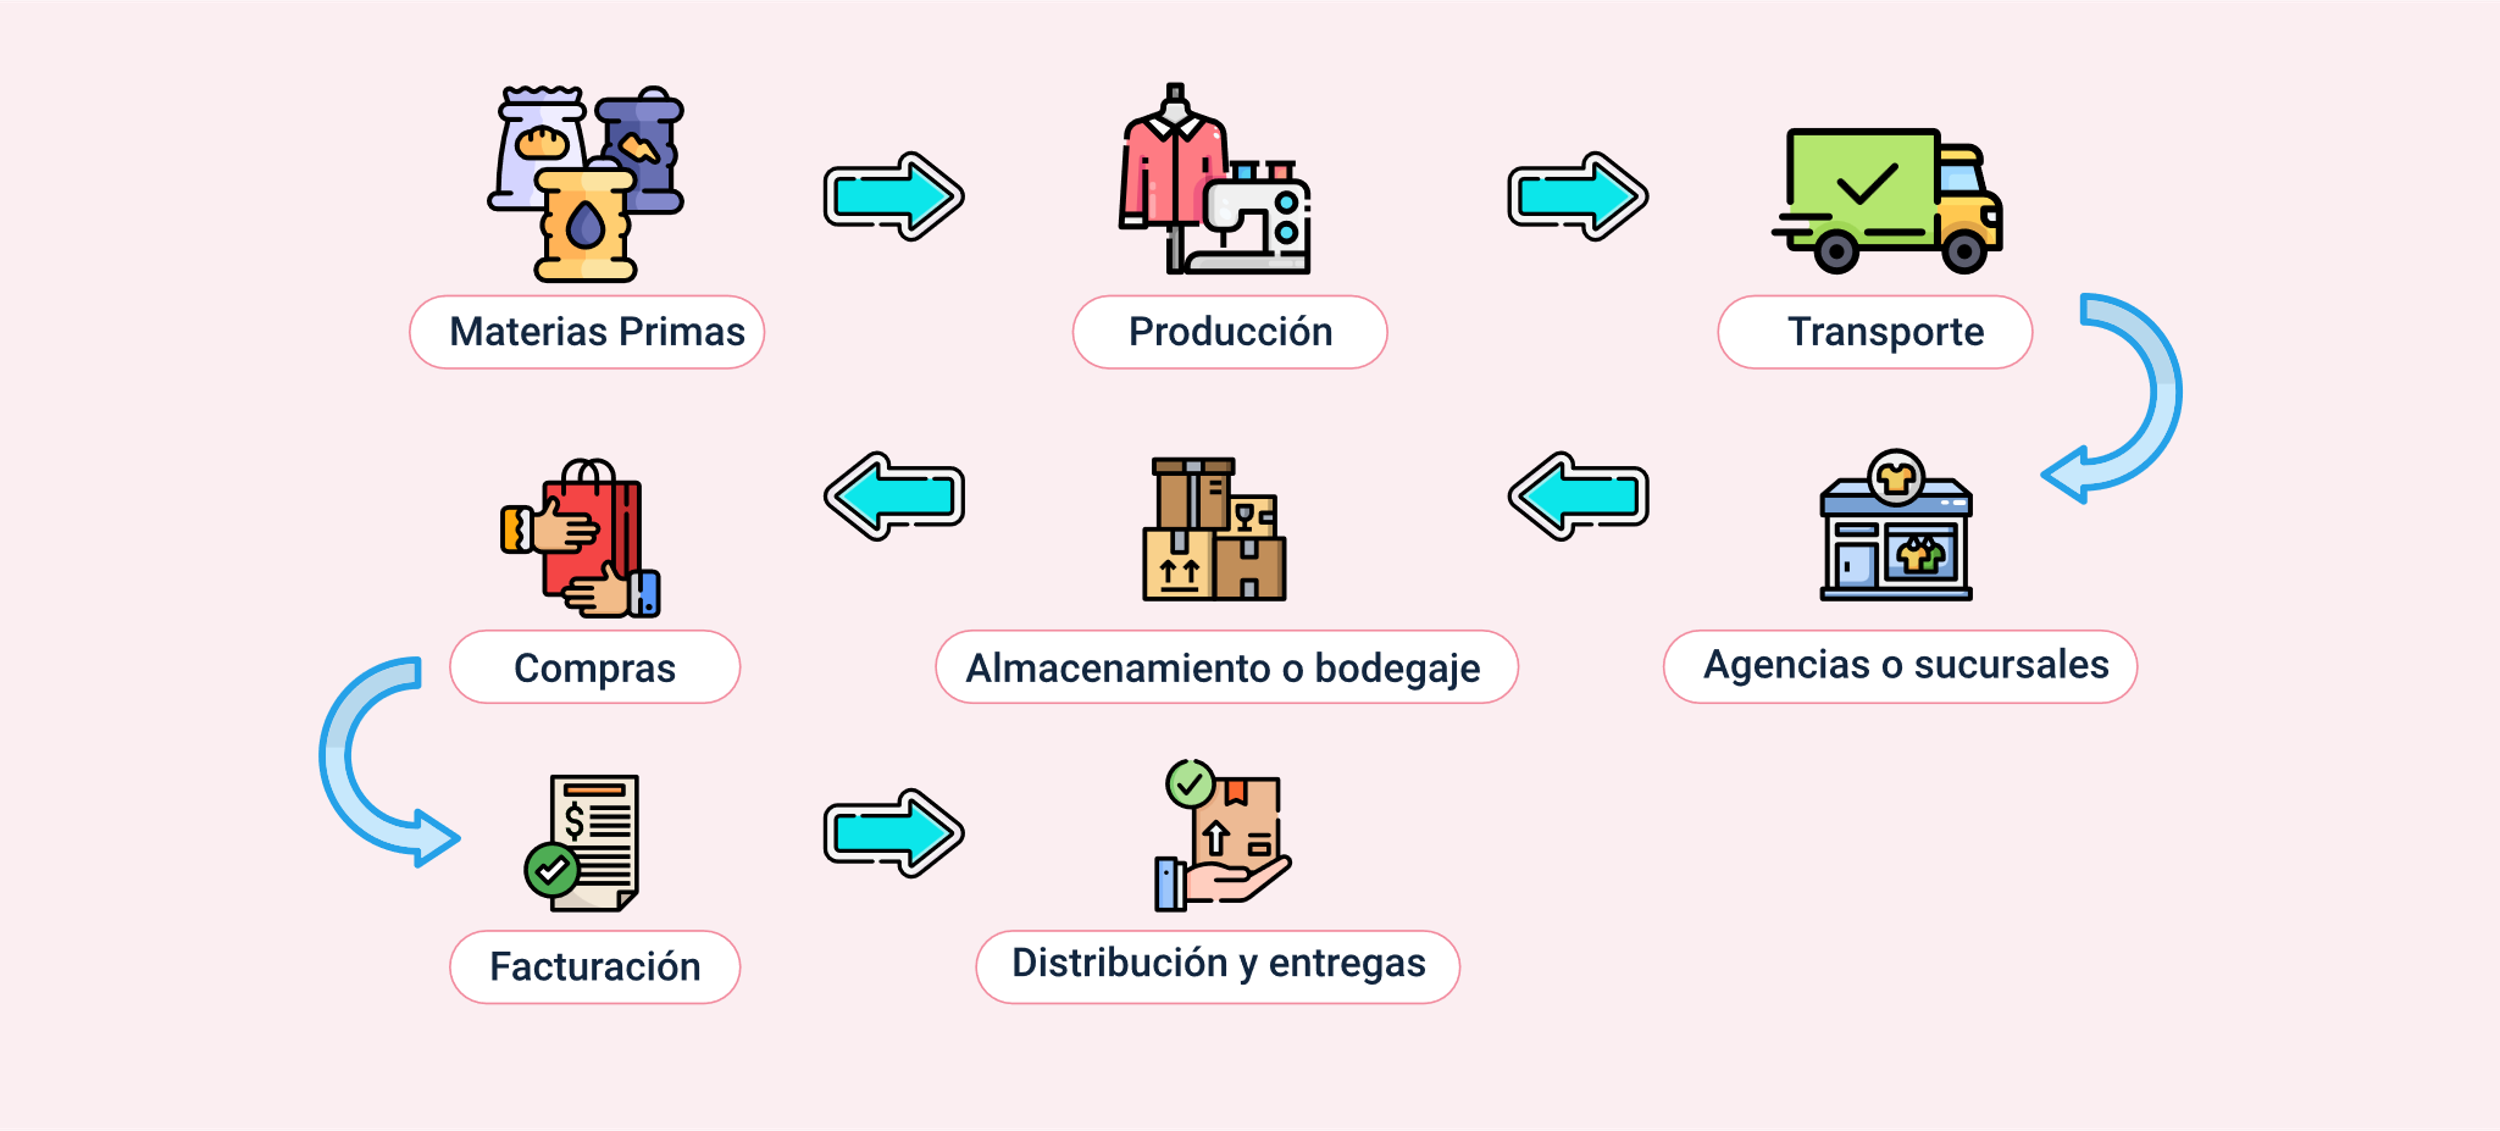 Materias Primas
Producción
Transporte
Compras
Almacenamiento o bodegaje
Agencias o sucursales
$
Facturación
Distribución y entregas